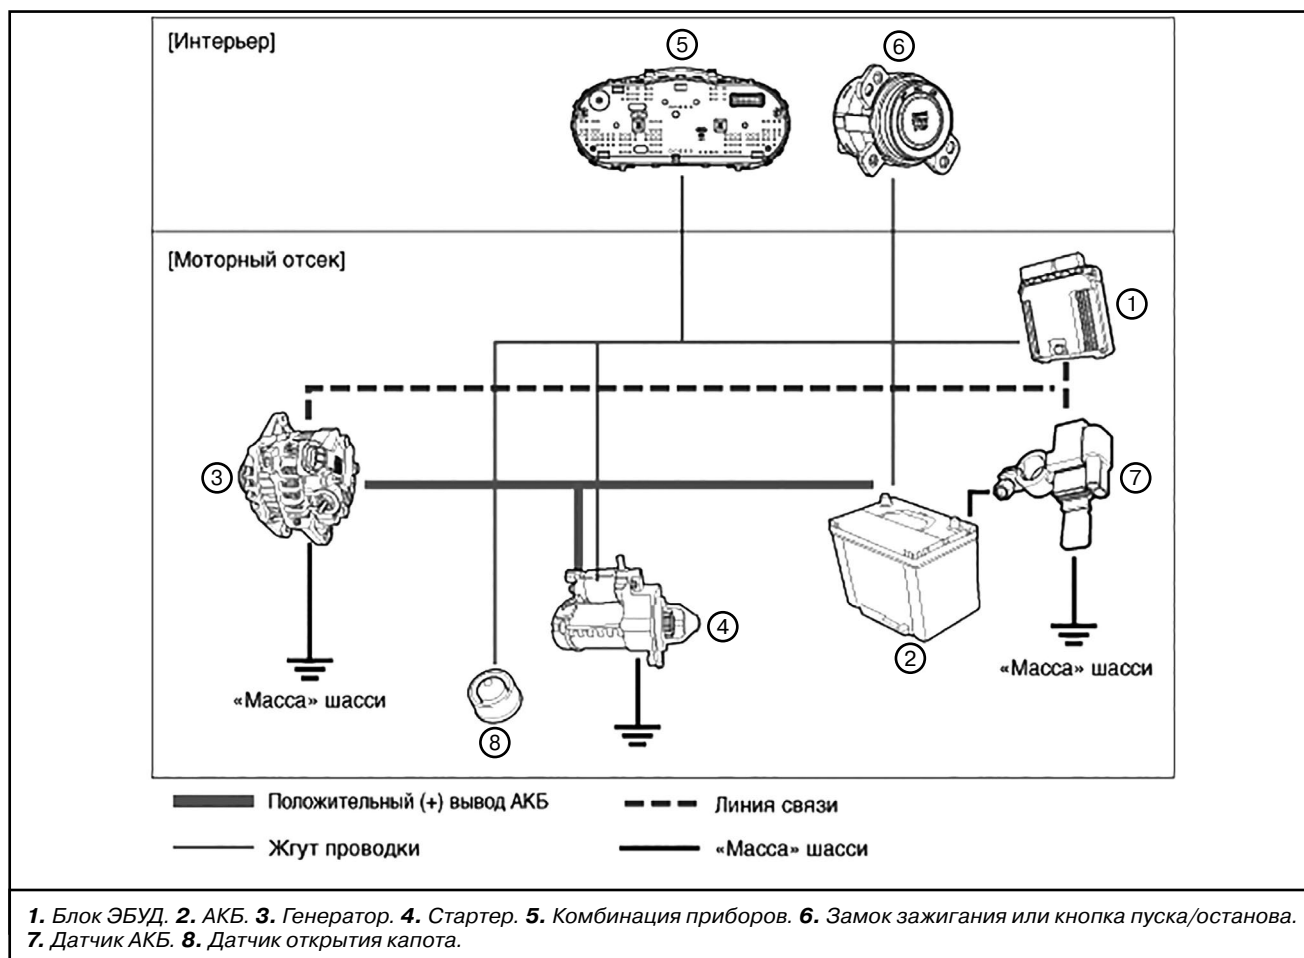 [Интерьер]
5
6
[Моторный отсек]
1
3
7
4
2
«Масса» шасси
«Масса» шасси
8
Положительный (+) вывод АКБ
Линия связи
Жгут проводки
«Масса» шасси
1. Блок ЭБУД. 2. АКБ. 3. Генератор. 4. Стартер. 5. Комбинация приборов. 6. Замок зажигания или кнопка пуска/останова.
7. Датчик АКБ. 8. Датчик открытия капота.